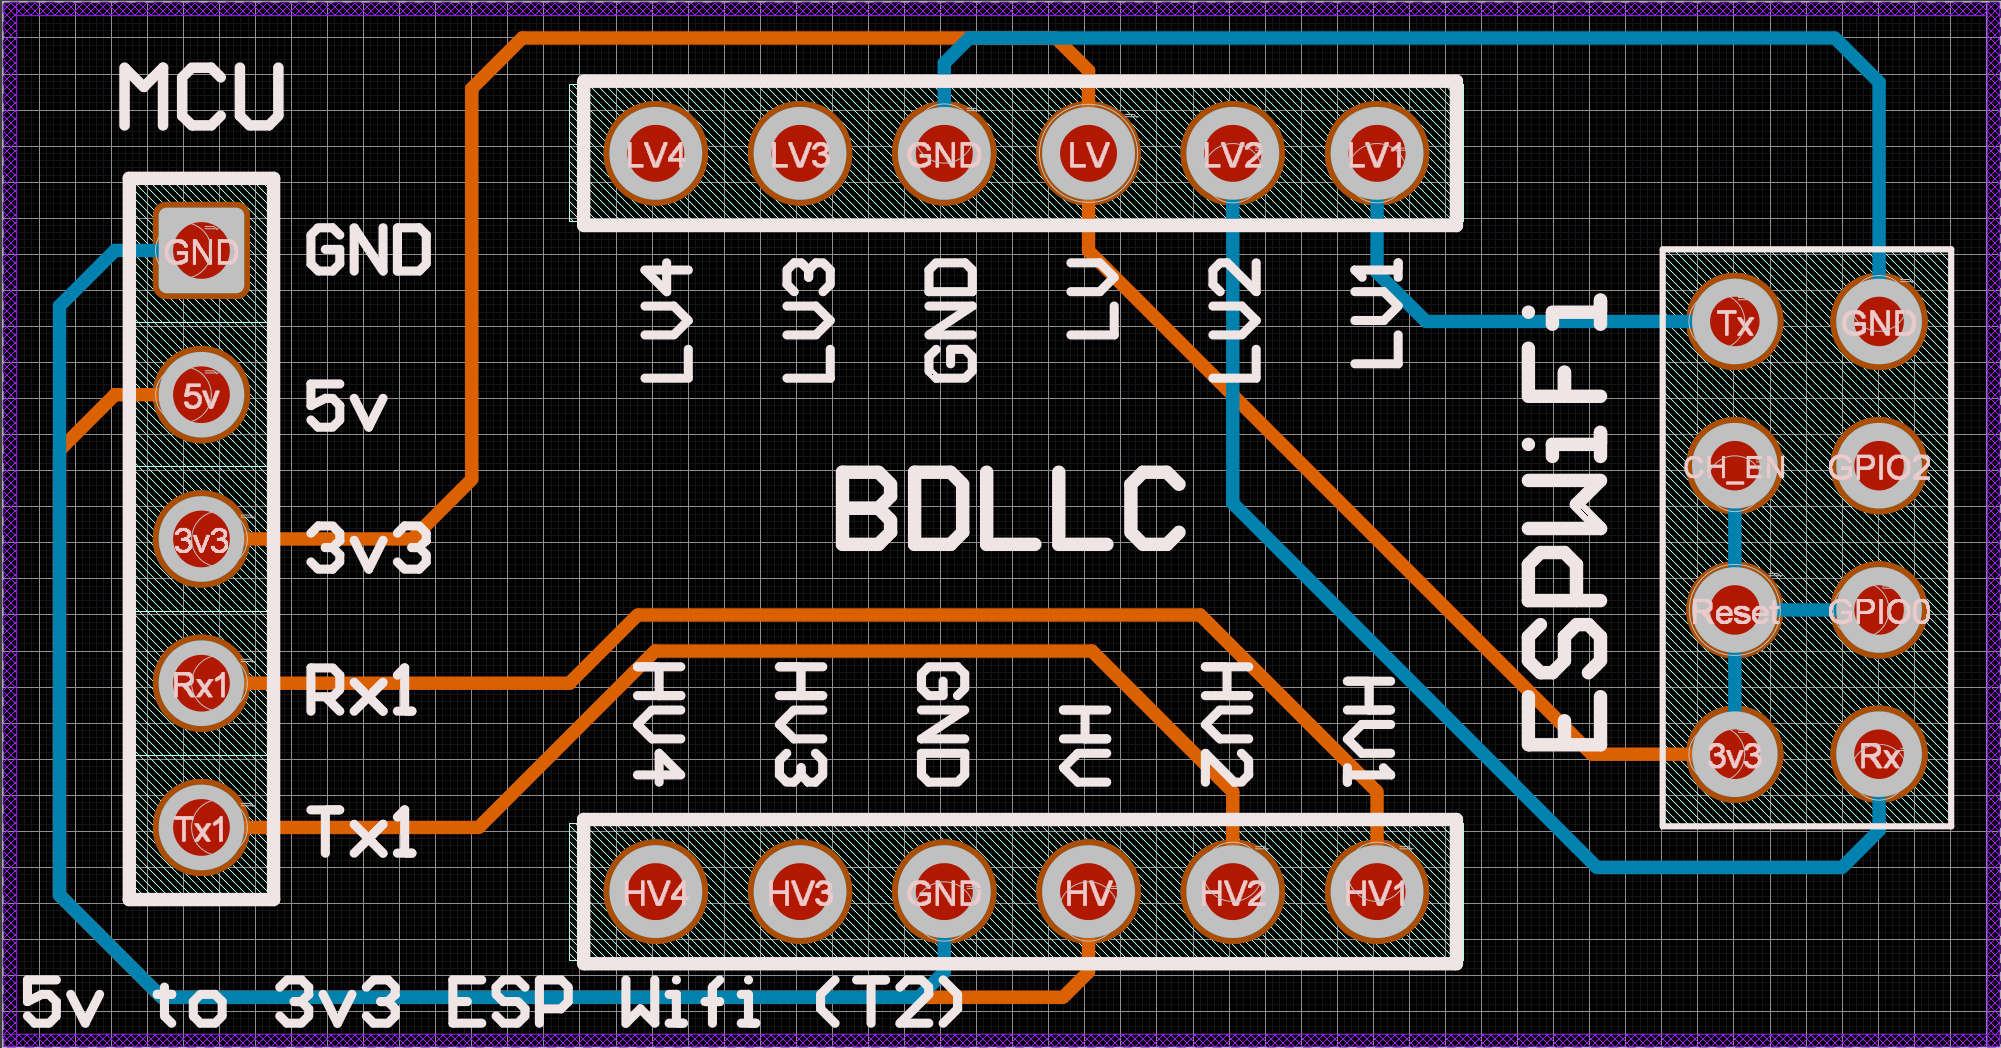 MCU
LV4 LV3 GND LV LV2 LV1
GND GND
5v 5v
3v3 3v3
Rx1 Rx1
Tx1 Tx1
LV4 LV3 GND LV LV2 LV1
BDLLC
ESPWiFi
Tx GND
CH_EN GPIO2
Reset GPIO0
3v3 Rx
HV4 HV3 GND HV HV2 HV1
HV4 HV3 GND HV HV2 HV1
5v to 3v3 ESP Wifi (T2)